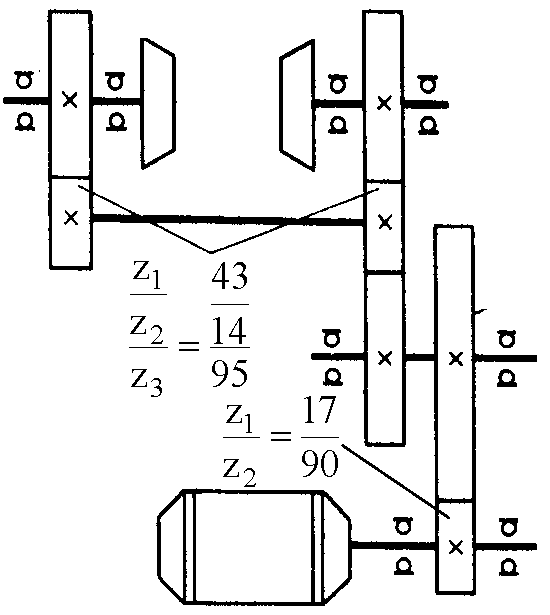 z₁ 43
z₂ = 14
z₃ 95
z₁ = 17
z₂ 90